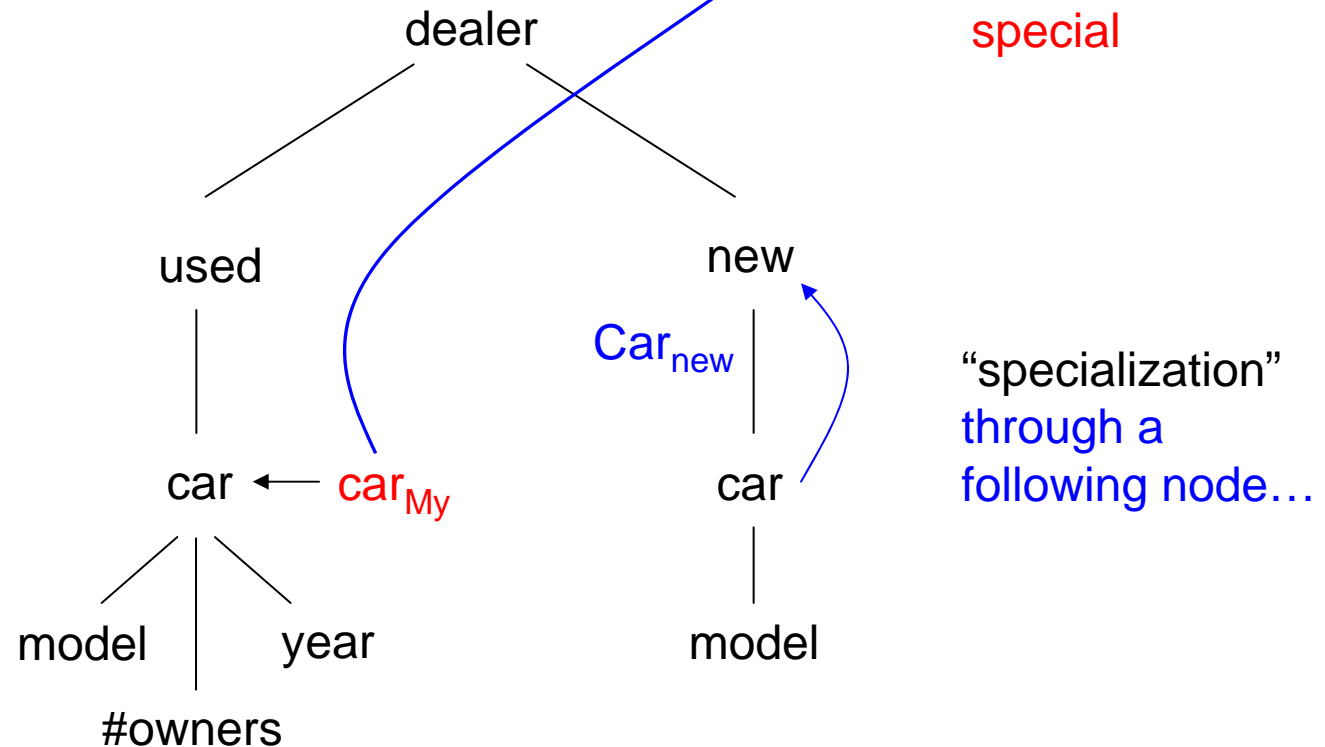 dealer
special
used
new
Car_new
"specialization"
through a
following node…
car
car_My
car
model
year
model
#owners